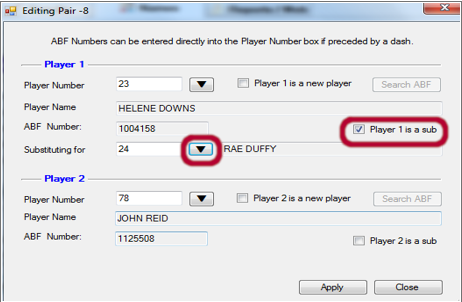 Editing Pair -8
ABF Numbers can be entered directly into the Player Number box if preceded by a dash.
Player 1
Player Number 23 Player 1 is a new player Search ABF
Player Name HELENE DOWNS
ABF Number: 1004158 Player 1 is a sub
Substituting for 24 RAE DUFFY
Player 2
Player Number 78 Player 2 is a new player Search ABF
Player Name JOHN REID
ABF Number: 1125508 Player 2 is a sub
Apply Close